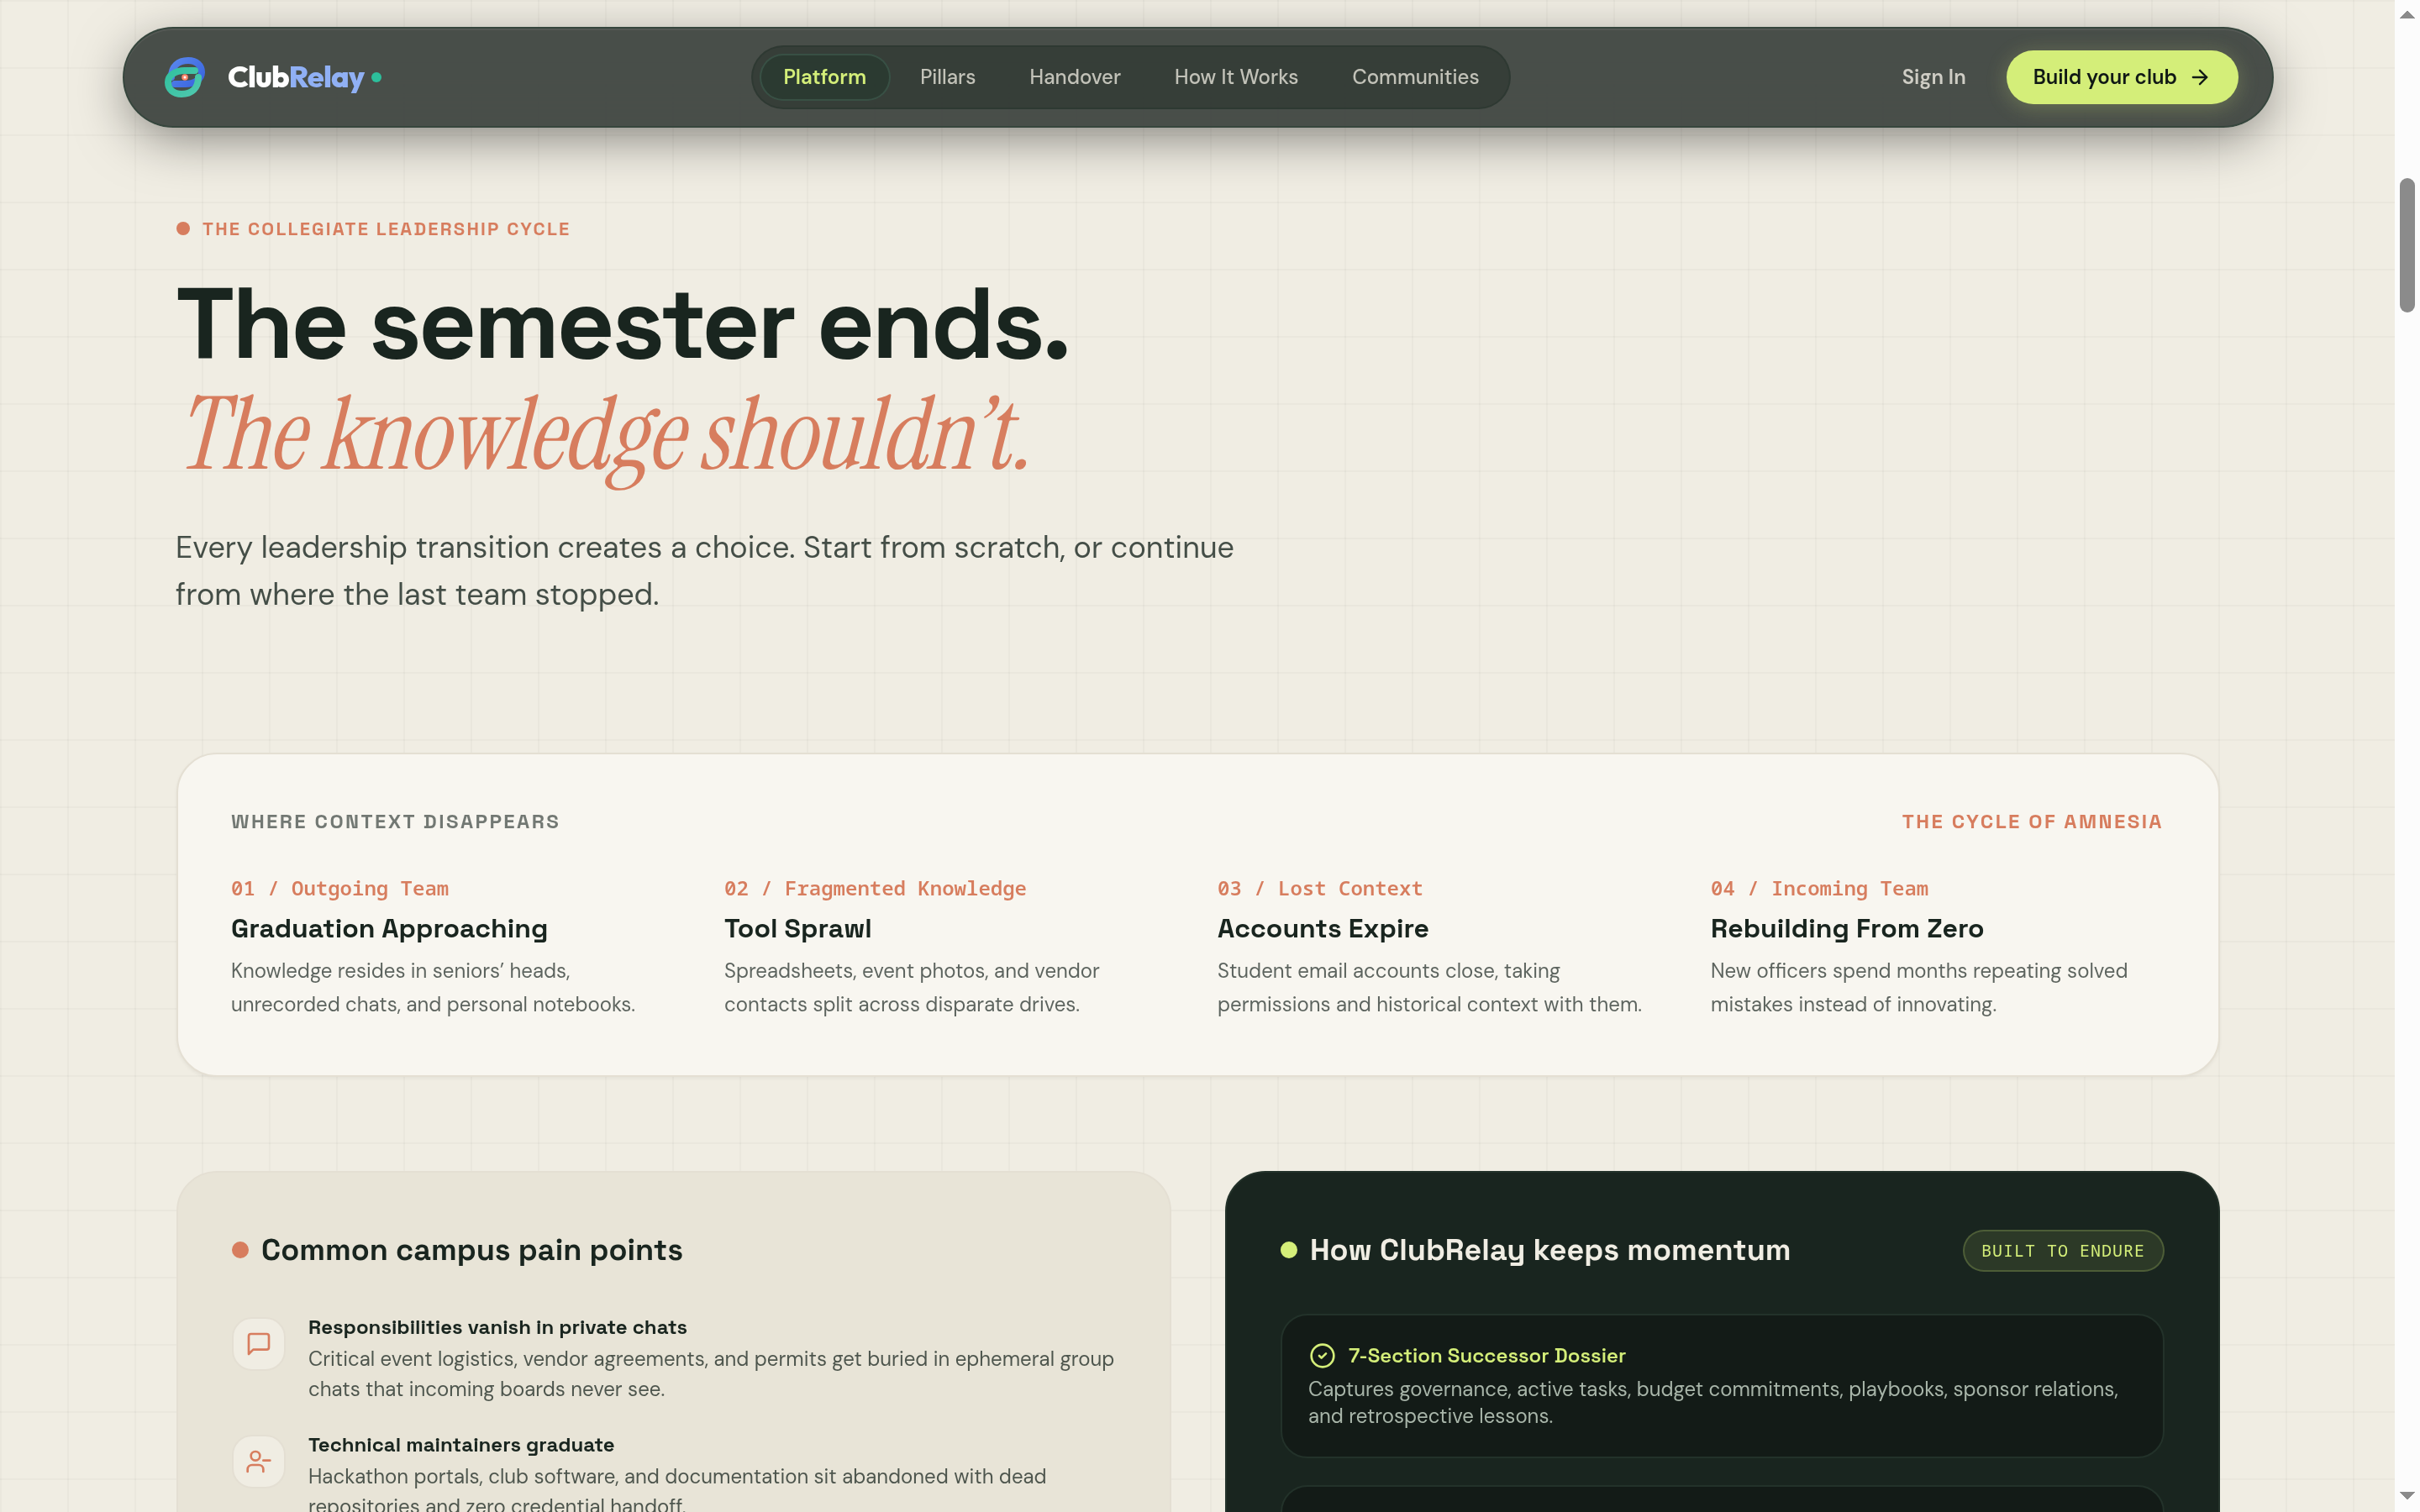 ClubRelay
Platform
Pillars
Handover
How It Works
Communities
Sign In
Build your club
THE COLLEGIATE LEADERSHIP CYCLE
The semester ends.
The knowledge shouldn’t.
Every leadership transition creates a choice. Start from scratch, or continue
from where the last team stopped.
WHERE CONTEXT DISAPPEARS
THE CYCLE OF AMNESIA
01 / Outgoing Team
Graduation Approaching
Knowledge resides in seniors’ heads,
unrecorded chats, and personal notebooks.
02 / Fragmented Knowledge
Tool Sprawl
Spreadsheets, event photos, and vendor
contacts split across disparate drives.
03 / Lost Context
Accounts Expire
Student email accounts close, taking
permissions and historical context with them.
04 / Incoming Team
Rebuilding From Zero
New officers spend months repeating solved
mistakes instead of innovating.
Common campus pain points
Responsibilities vanish in private chats
Critical event logistics, vendor agreements, and permits get buried in ephemeral group
chats that incoming boards never see.
Technical maintainers graduate
Hackathon portals, club software, and documentation sit abandoned with dead
repositories and zero credential handoff.
How ClubRelay keeps momentum
BUILT TO ENDURE
7-Section Successor Dossier
Captures governance, active tasks, budget commitments, playbooks, sponsor relations,
and retrospective lessons.